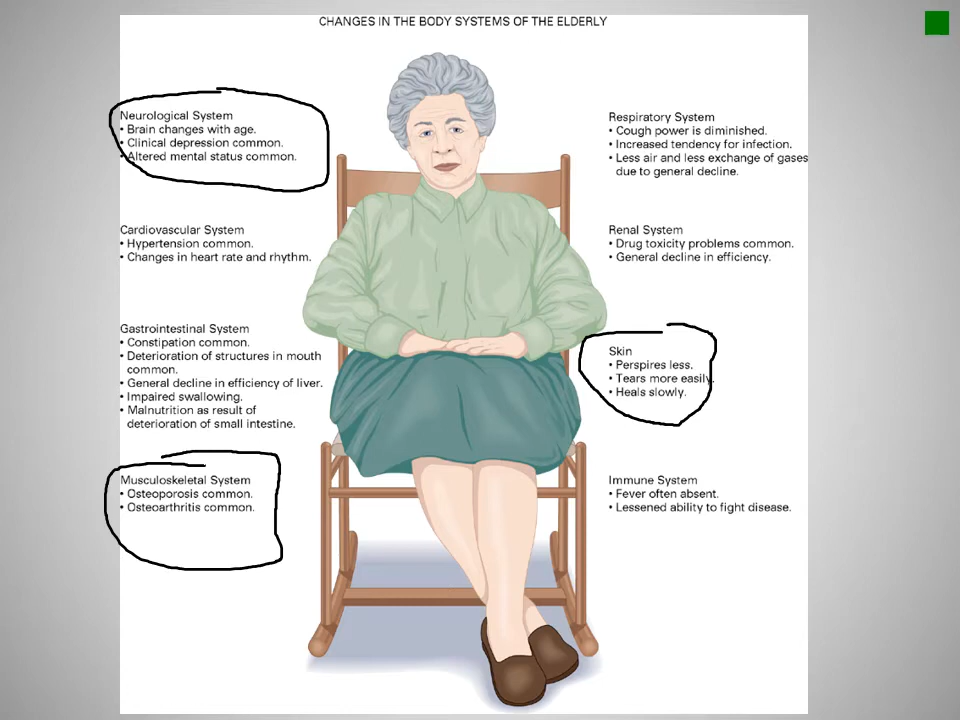 CHANGES IN THE BODY SYSTEMS OF THE ELDERLY
Neurological System
• Brain changes with age.
• Clinical depression common.
• Altered mental status common.
Cardiovascular System
• Hypertension common.
• Changes in heart rate and rhythm.
Gastrointestinal System
• Constipation common.
• Deterioration of structures in mouth
common.
• General decline in efficiency of liver.
• Impaired swallowing.
• Malnutrition as result of
deterioration of small intestine.
Musculoskeletal System
• Osteoporosis common.
• Osteoarthritis common.
Respiratory System
• Cough power is diminished.
• Increased tendency for infection.
• Less air and less exchange of gases
due to general decline.
Renal System
• Drug toxicity problems common.
• General decline in efficiency.
Skin
• Perspires less.
• Tears more easily.
• Heals slowly.
Immune System
• Fever often absent.
• Lessened ability to fight disease.